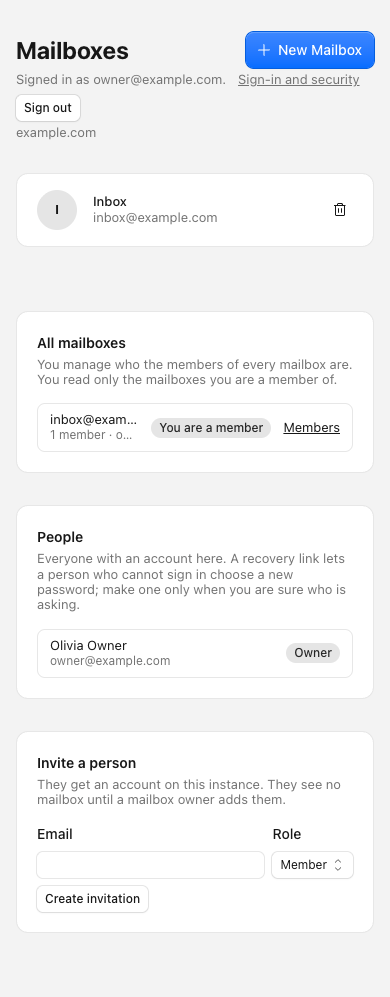 Mailboxes
New Mailbox
Signed in as owner@example.com. Sign-in and security
Sign out
example.com
I
Inbox
inbox@example.com
All mailboxes
You manage who the members of every mailbox are.
You read only the mailboxes you are a member of.
inbox@exam...
1 member · o...
You are a member
Members
People
Everyone with an account here. A recovery link lets
a person who cannot sign in choose a new
password; make one only when you are sure who is
asking.
Olivia Owner
owner@example.com
Owner
Invite a person
They get an account on this instance. They see no
mailbox until a mailbox owner adds them.
Email
Role
Member
Create invitation